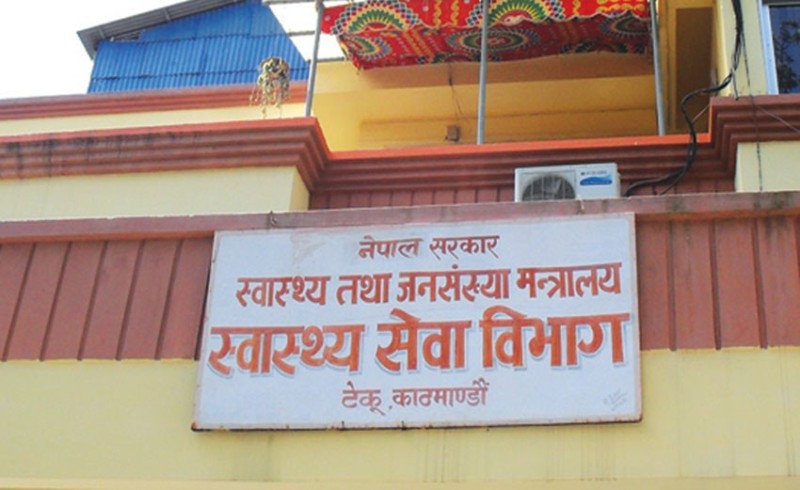 नेपाल सरकार
स्वास्थ्य तथा जनसंख्या मन्त्रालय
स्वास्थ्य सेवा विभाग
टेकू, काठमाण्डौं